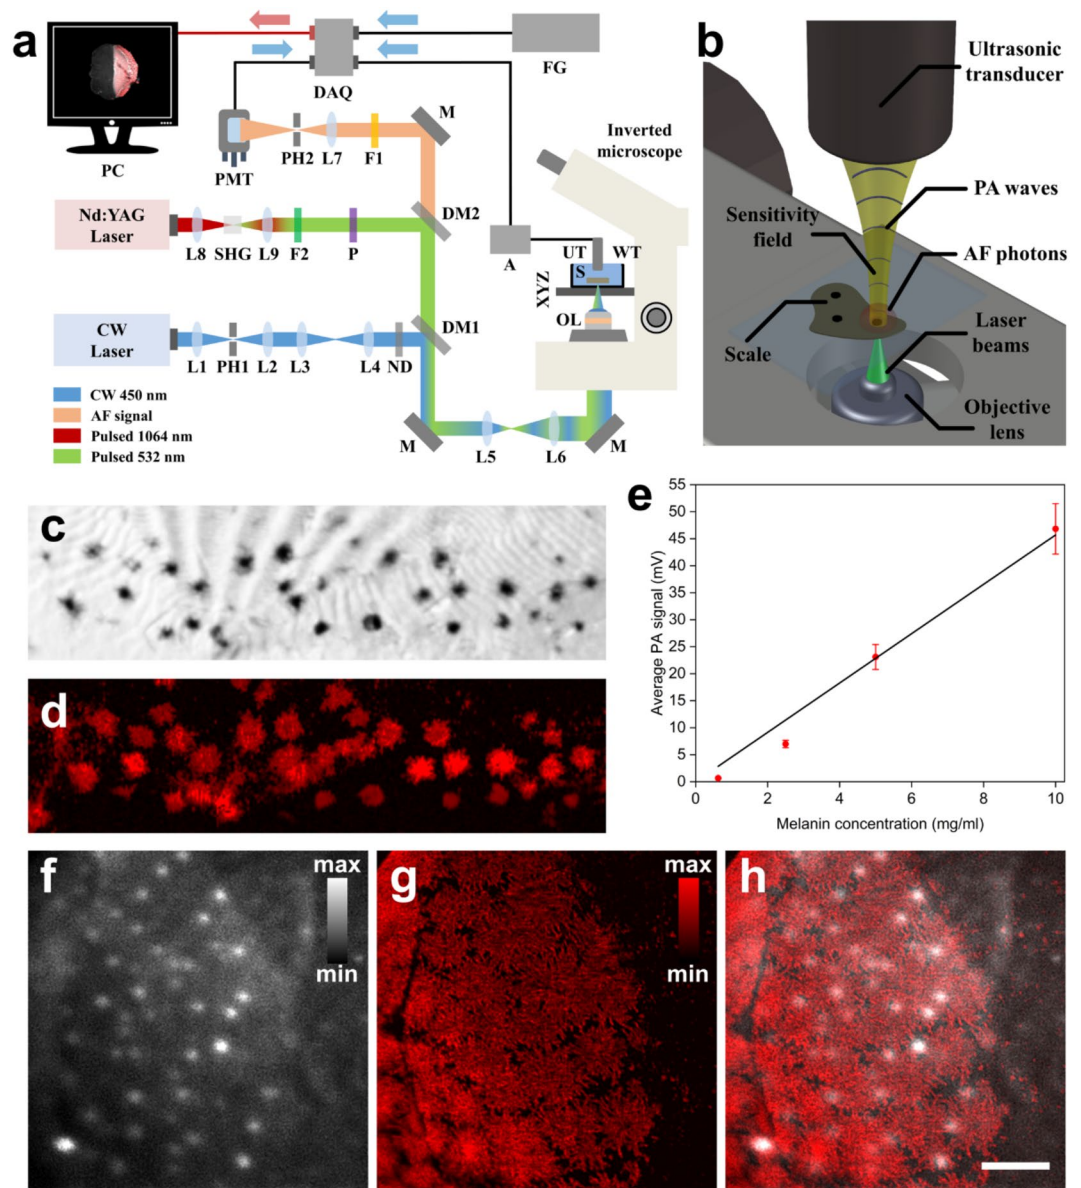 a
PC
DAQ
FG
PMT
PH2
L7
F1
M
Inverted
microscope
Nd:YAG
Laser
L8
SHG
L9
F2
P
DM2
A
UT
WT
S
XYZ
OL
CW
Laser
L1
PH1
L2
L3
L4
ND
DM1
CW 450 nm
AF signal
Pulsed 1064 nm
Pulsed 532 nm
M
L5
L6
M
b
Ultrasonic
transducer
PA waves
Sensitivity
field
AF photons
Scale
Laser
beams
Objective
lens
c
d
e
Average PA signal (mV)
55
50
45
40
35
30
25
20
15
10
5
0
0
2
4
6
8
10
Melanin concentration (mg/ml)
f
max
min
g
max
min
h